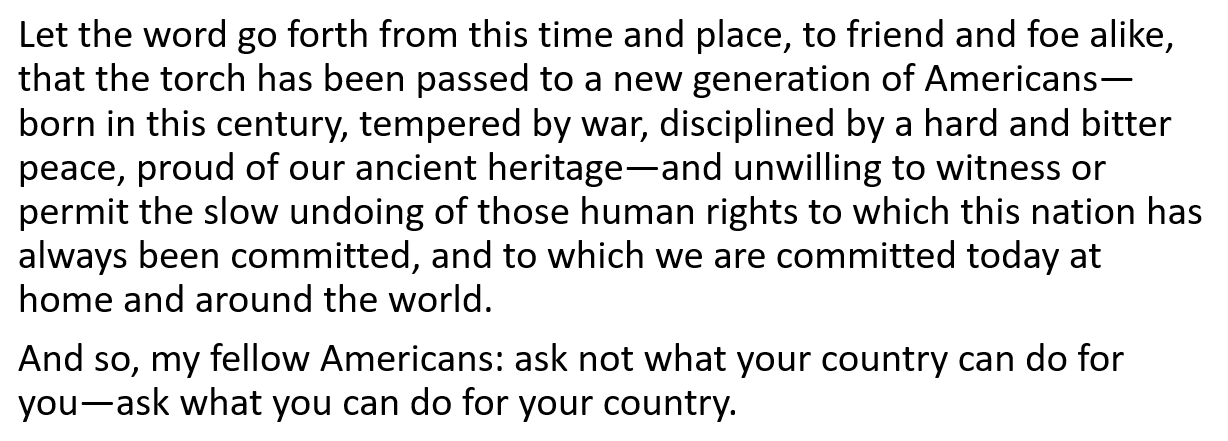 Let the word go forth from this time and place, to friend and foe alike,
that the torch has been passed to a new generation of Americans—
born in this century, tempered by war, disciplined by a hard and bitter
peace, proud of our ancient heritage—and unwilling to witness or
permit the slow undoing of those human rights to which this nation has
always been committed, and to which we are committed today at
home and around the world.
And so, my fellow Americans: ask not what your country can do for
you—ask what you can do for your country.